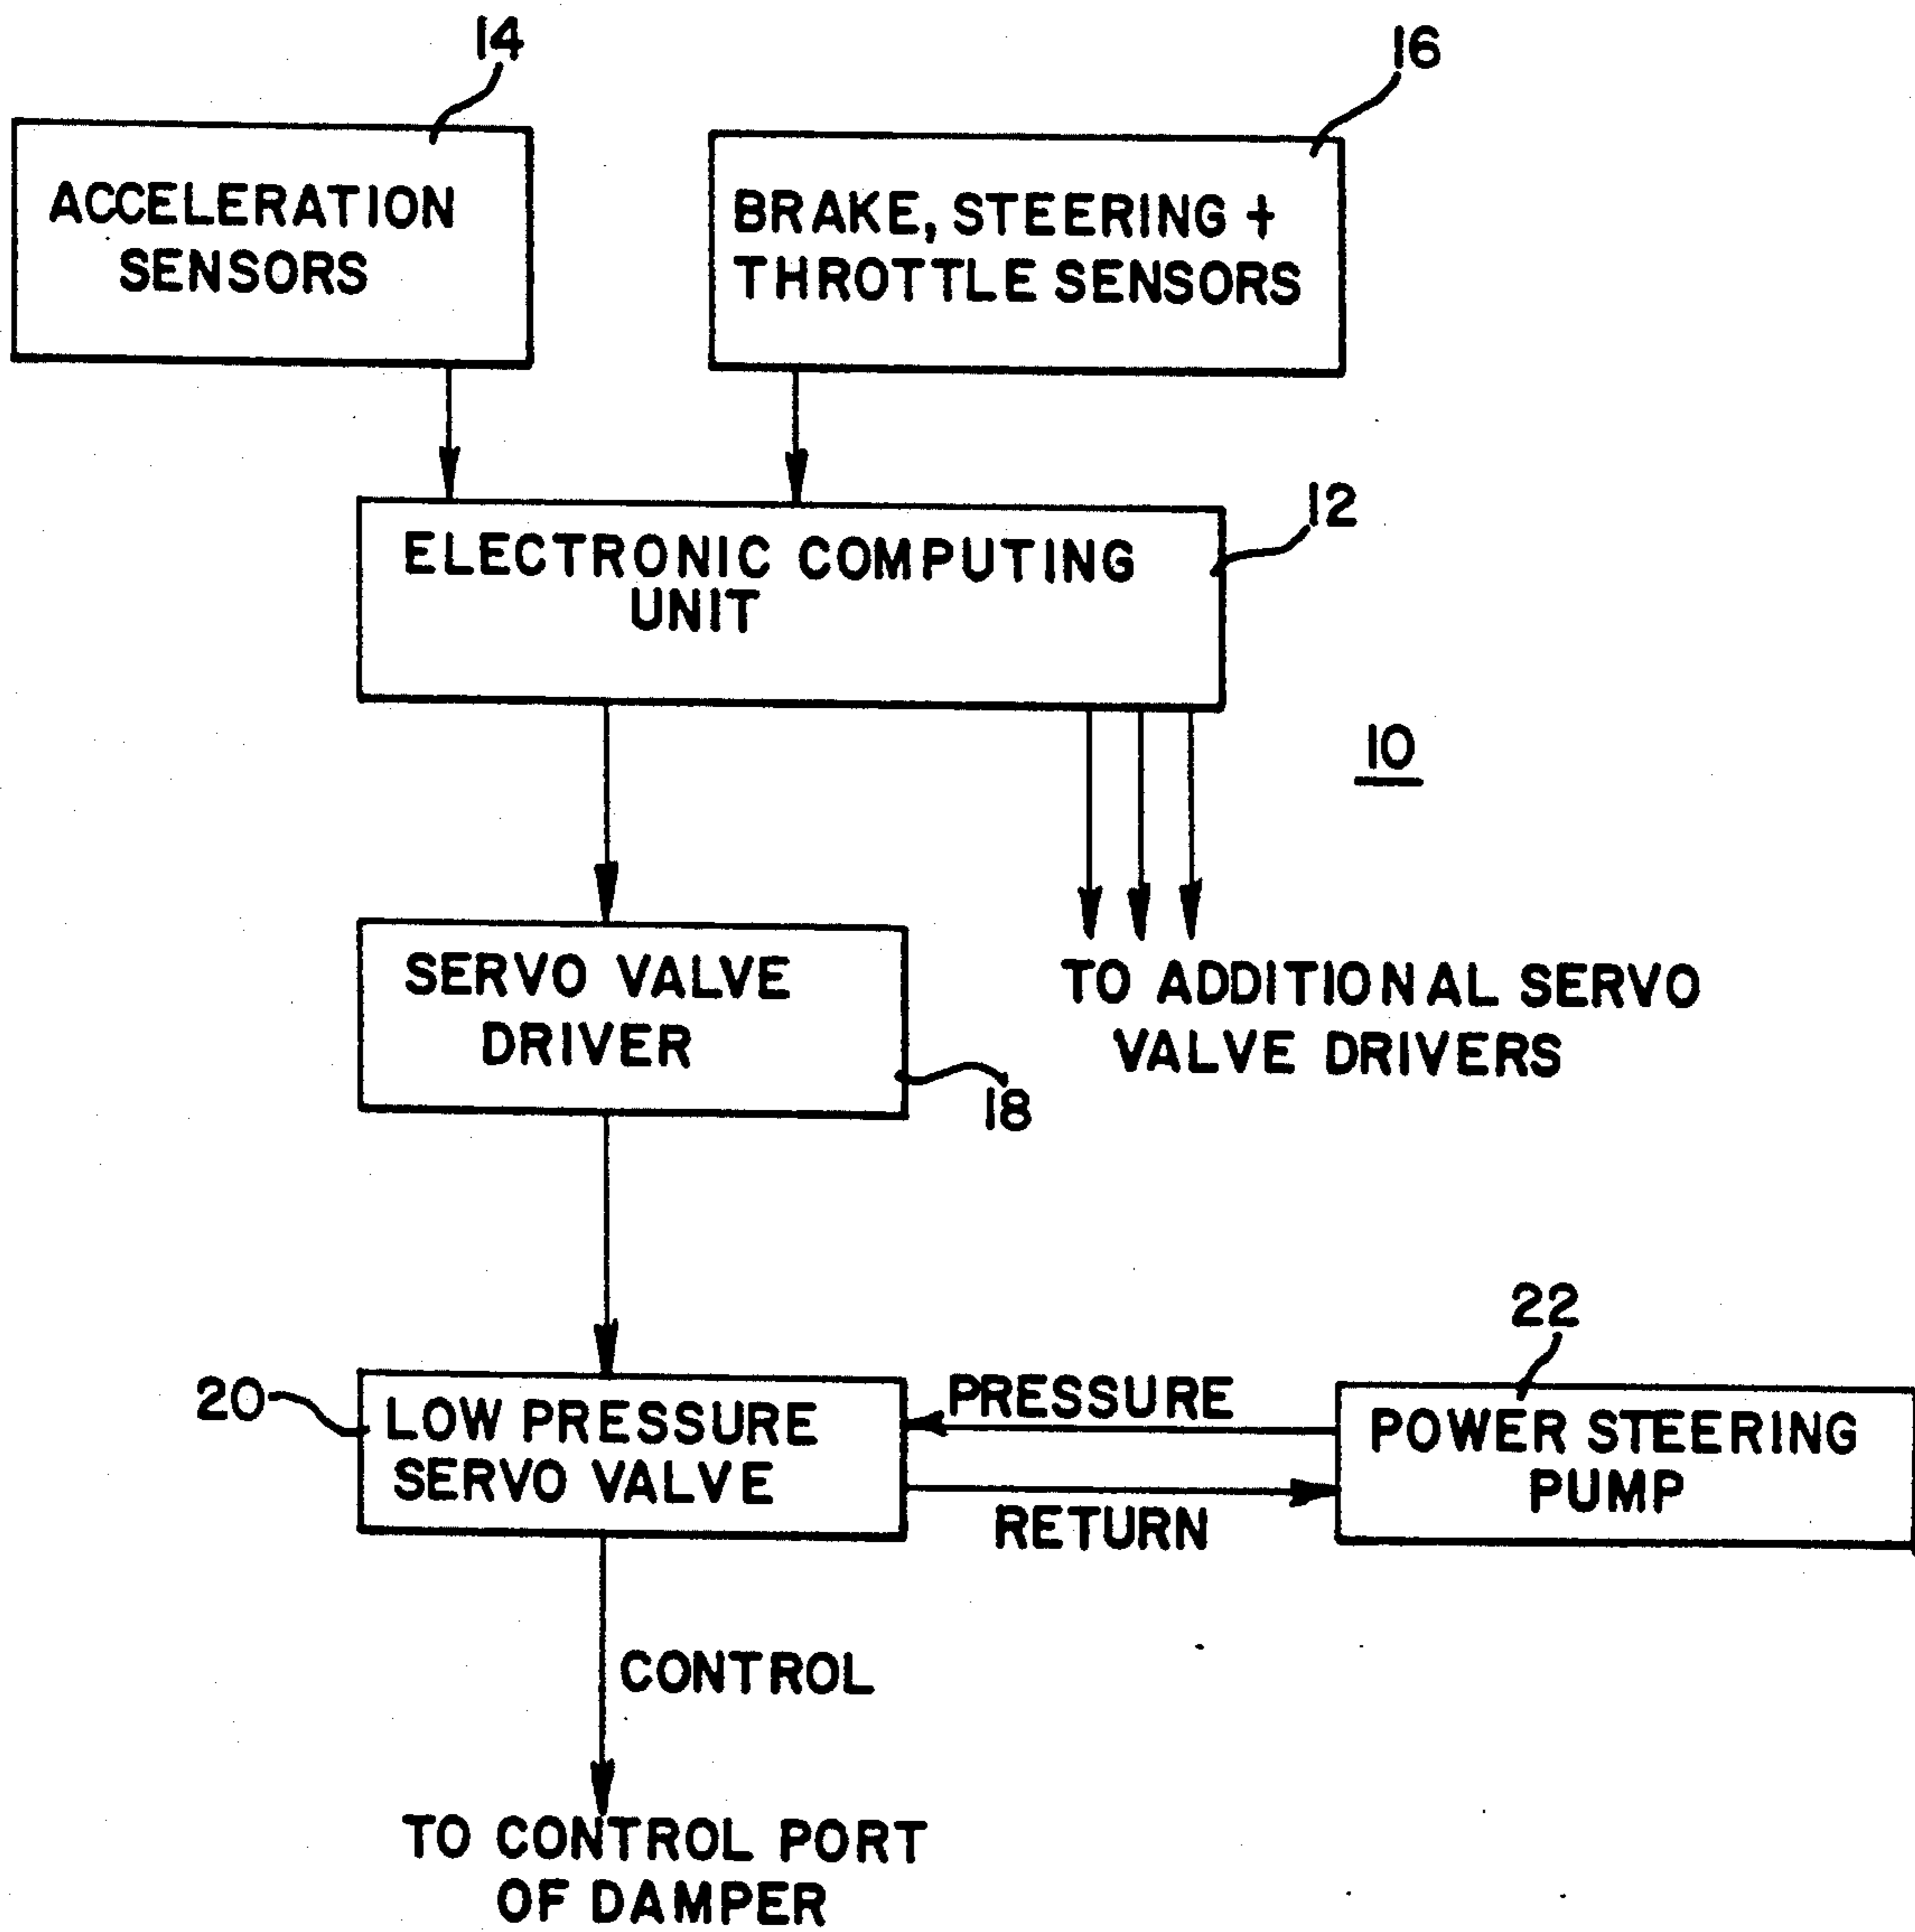 14
16
ACCELERATION
SENSORS
BRAKE, STEERING +
THROTTLE SENSORS
12
ELECTRONIC COMPUTING
UNIT
10
SERVO VALVE
DRIVER
18
TO ADDITIONAL SERVO
VALVE DRIVERS
20
LOW PRESSURE
SERVO VALVE
PRESSURE
RETURN
22
POWER STEERING
PUMP
CONTROL
TO CONTROL PORT
OF DAMPER